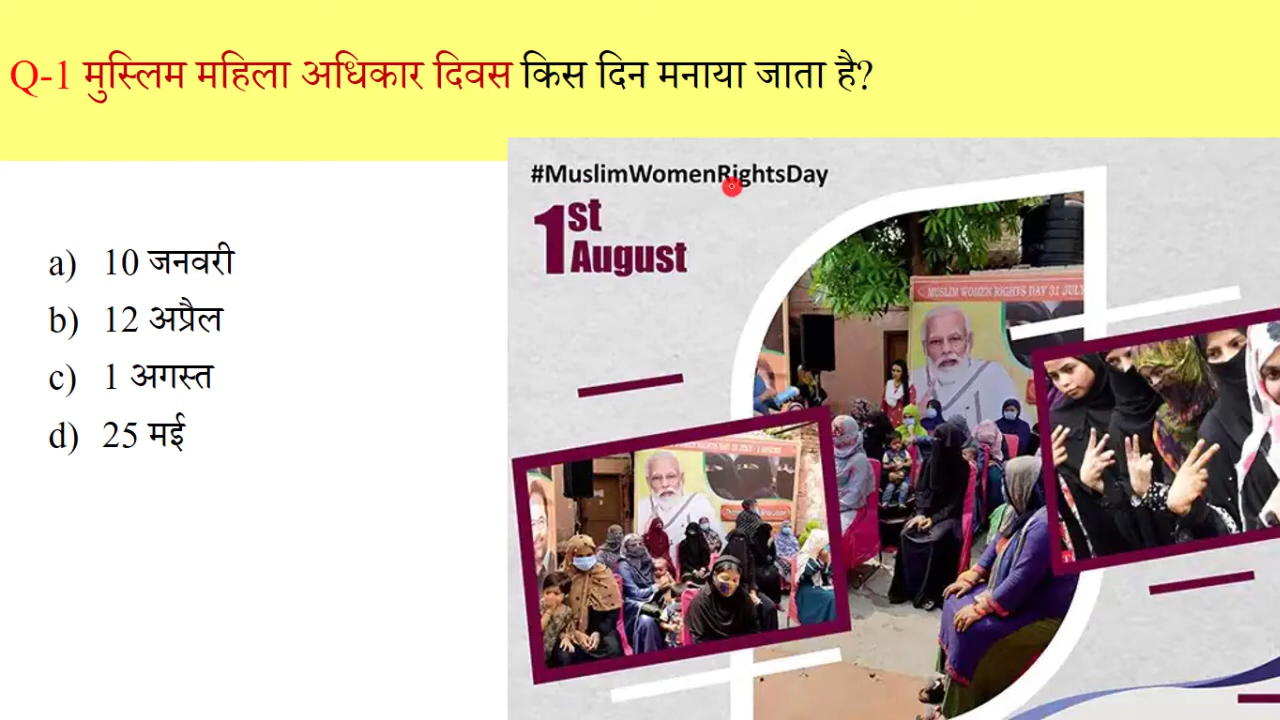 Q-1 मुस्लिम महिला अधिकार दिवस किस दिन मनाया जाता है?
#MuslimWomenRightsDay
1st
August
a) 10 जनवरी
b) 12 अप्रैल
c) 1 अगस्त
d) 25 मई
MUSLIM WOMEN RIGHTS DAY 31 JULY